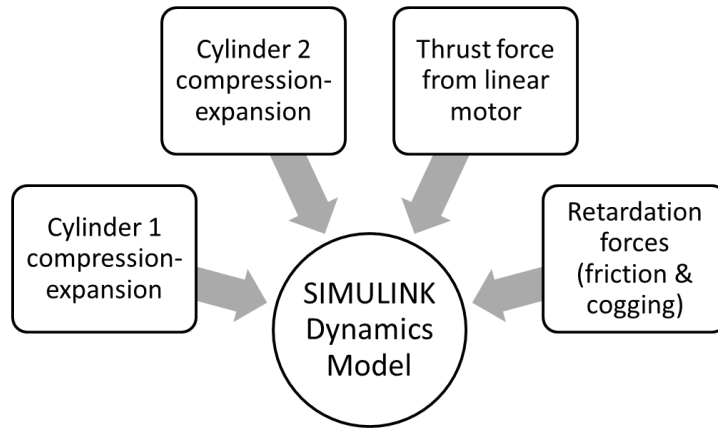 Cylinder 1
compression-
expansion
Cylinder 2
compression-
expansion
Thrust force
from linear
motor
Retardation
forces
(friction &
cogging)
SIMULINK
Dynamics
Model